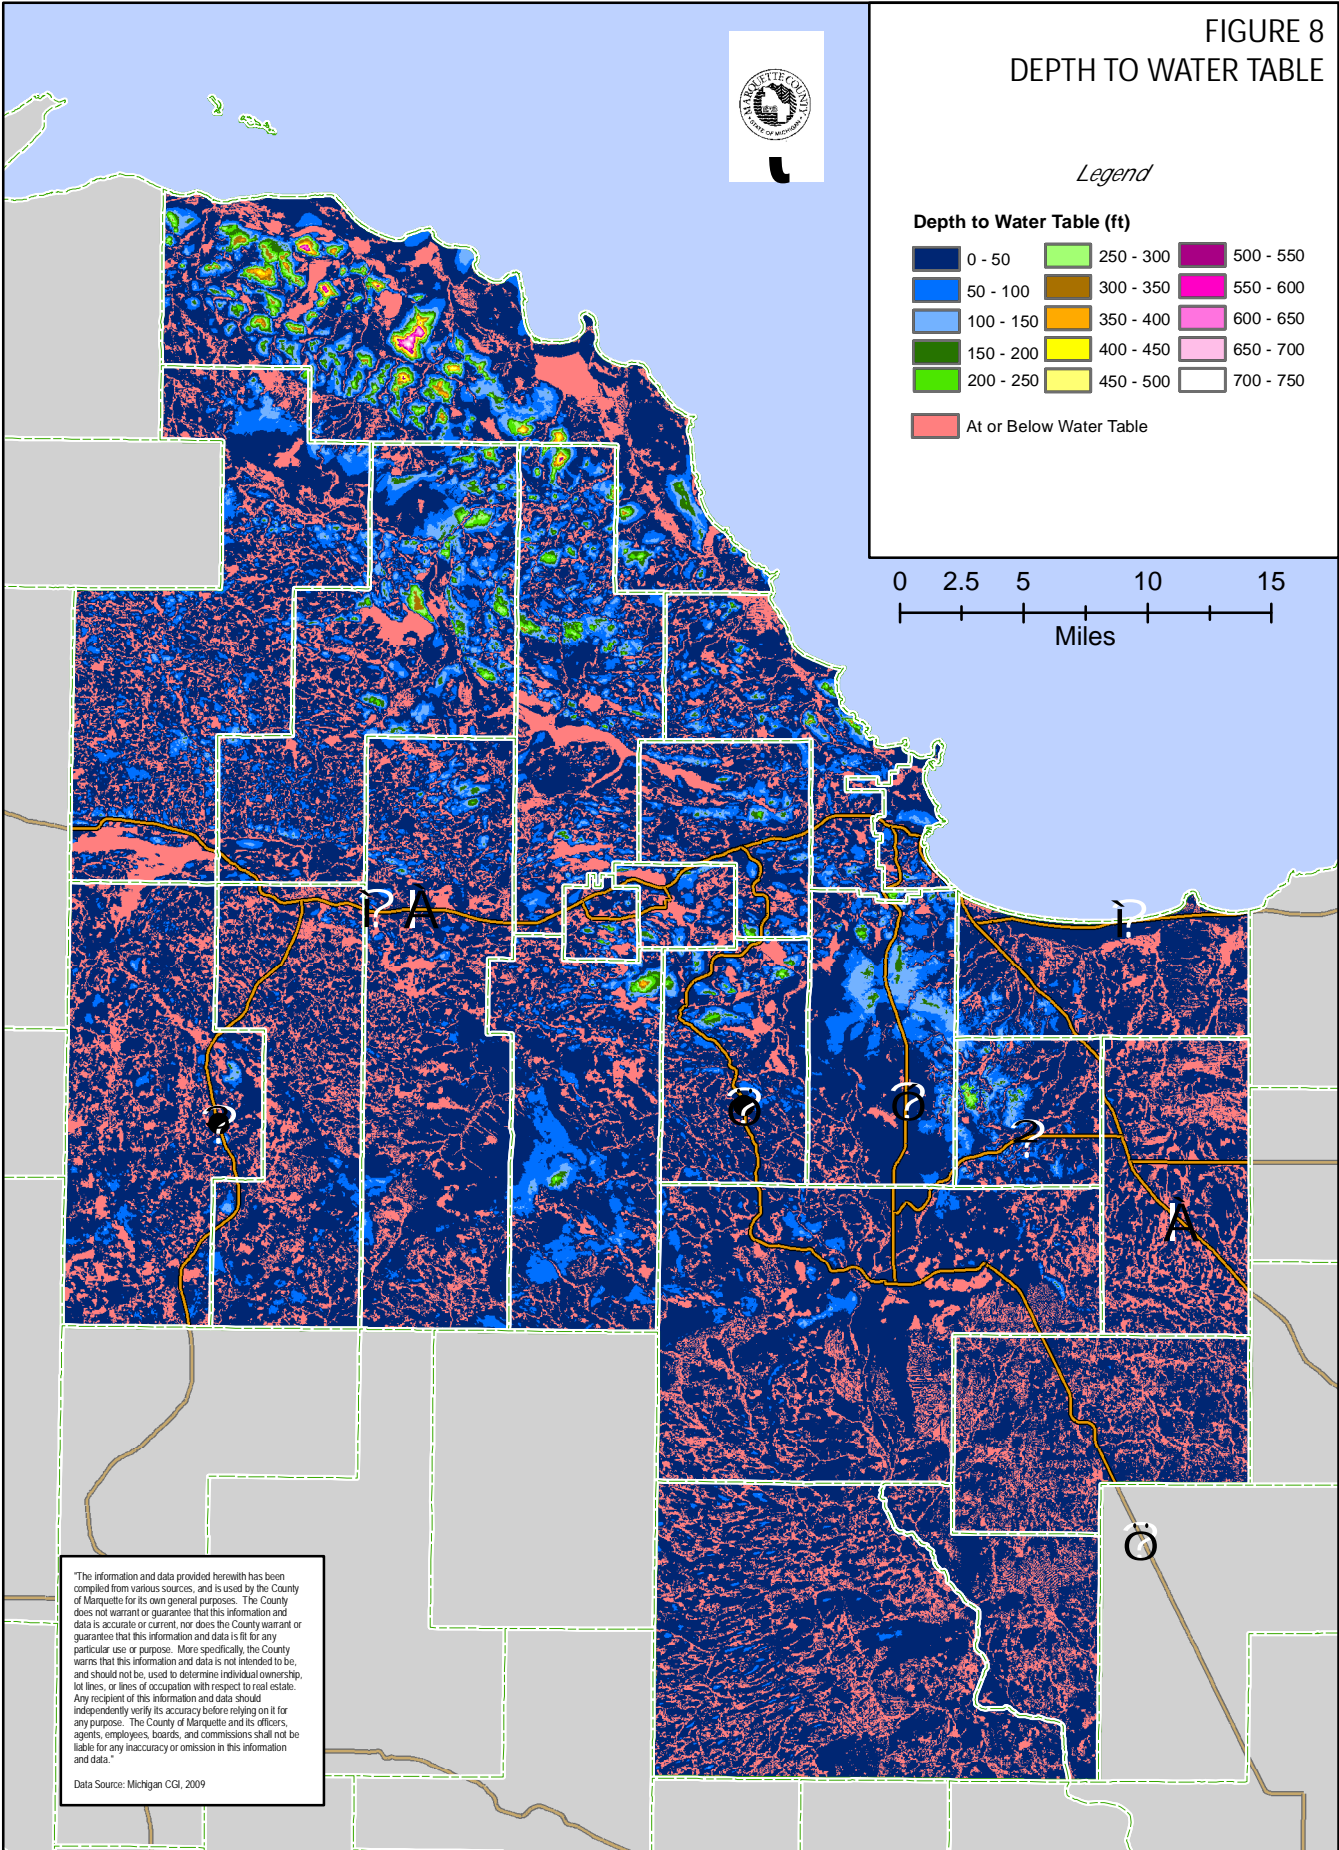 FIGURE 8
DEPTH TO WATER TABLE
MARQUETTE COUNTY
STATE OF MICHIGAN
Legend
Depth to Water Table (ft)
0 - 50
50 - 100
100 - 150
150 - 200
200 - 250
250 - 300
300 - 350
350 - 400
400 - 450
450 - 500
500 - 550
550 - 600
600 - 650
650 - 700
700 - 750
At or Below Water Table
0 2.5 5 10 15
Miles
"The information and data provided herewith has been
compiled from various sources, and is used by the County
of Marquette for its own general purposes. The County
does not warrant or guarantee that this information and
data is accurate or current, nor does the County warrant or
guarantee that this information and data is fit for any
particular use or purpose. More specifically, the County
warns that this information and data is not intended to be,
and should not be, used to determine individual ownership,
lot lines, or lines of occupation with respect to real estate.
Any recipient of this information and data should
independently verify its accuracy before relying on it for
any purpose. The County of Marquette and its officers,
agents, employees, boards, and commissions shall not be
liable for any inaccuracy or omission in this information
and data."
Data Source: Michigan CGI, 2009